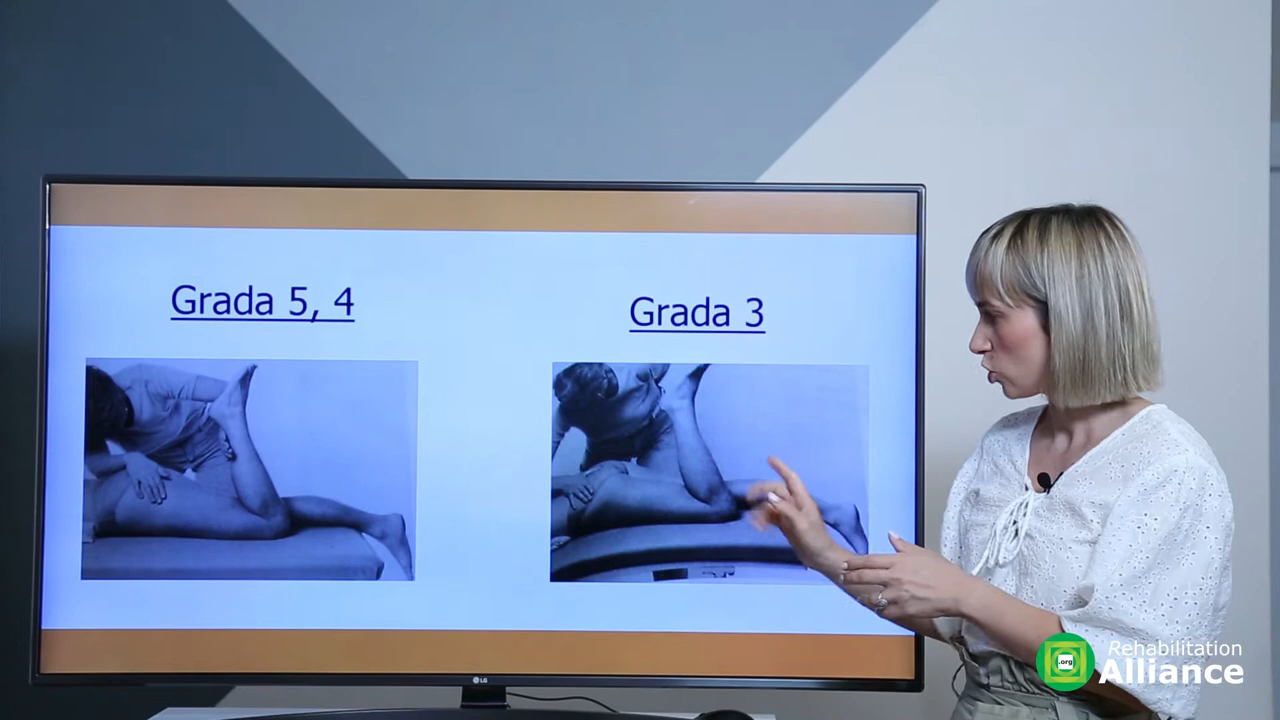 Grada 5, 4
Grada 3
LG
.org
Rehabilitation
Alliance